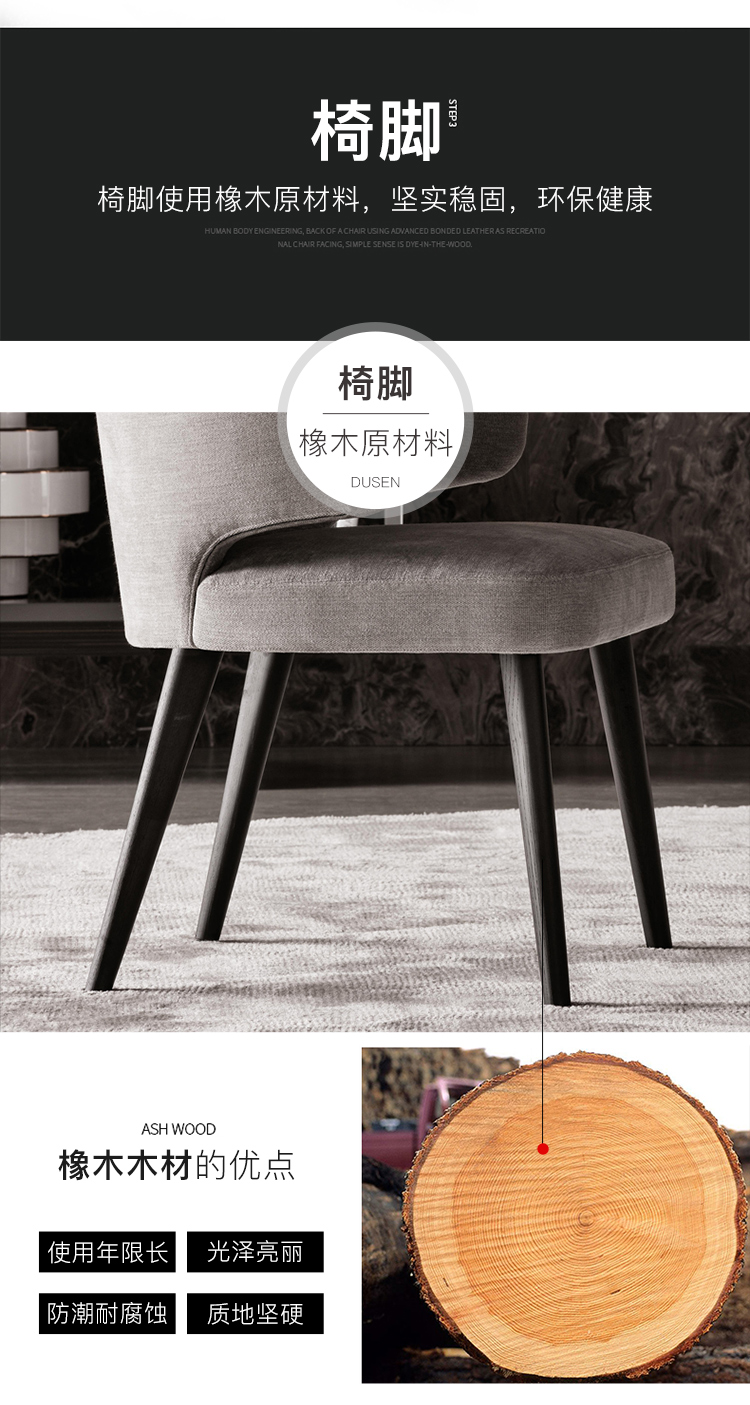 椅脚
STEP3
椅脚使用橡木原材料，坚实稳固，环保健康
HUMAN BODY ENGINEERING, BACK OF A CHAIR USING ADVANCED BONDED LEATHER AS RECREATIO
NAL CHAIR FACING, SIMPLE SENSE IS DYE-IN-THE-WOOD.
椅脚
橡木原材料
DUSEN
ASH WOOD
橡木木材的优点
使用年限长
光泽亮丽
防潮耐腐蚀
质地坚硬